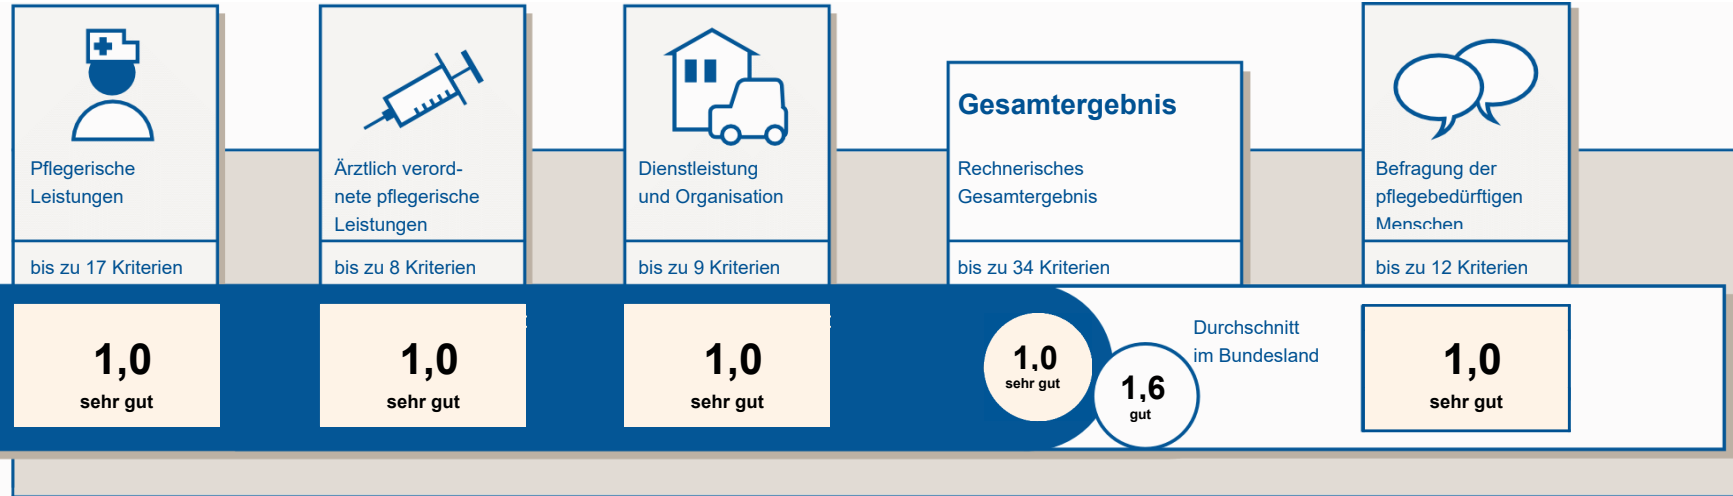 Pflegerische
Leistungen
bis zu 17 Kriterien
1,0
sehr gut
Ärztlich verord-
nete pflegerische
Leistungen
bis zu 8 Kriterien
1,0
sehr gut
Dienstleistung
und Organisation
bis zu 9 Kriterien
1,0
sehr gut
Gesamtergebnis
Rechnerisches
Gesamtergebnis
bis zu 34 Kriterien
1,0
sehr gut
1,6
gut
Durchschnitt
im Bundesland
Befragung der
pflegebedürftigen
Menschen
bis zu 12 Kriterien
1,0
sehr gut